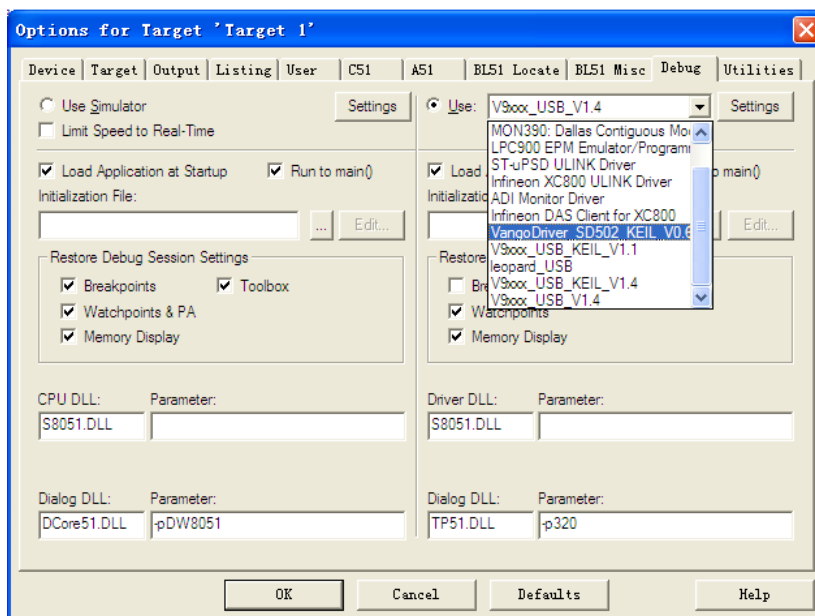 Options for Target 'Target 1'
Device Target Output Listing User C51 A51 BL51 Locate BL51 Misc Debug Utilities
Use Simulator Settings Use: V9xxx_USB_V1.4 Settings
Limit Speed to Real-Time
MON390: Dallas Contiguous
LPC900 EPM Emulator/
ST-uPSD ULINK Driver
Infineon XC800 ULINK Driver
ADI Monitor Driver
Infineon DAS Client for XC800
VangoDriver_SD502_KEIL_V0.6
V9xxx_USB_KEIL_V1.1
leopard_USB
V9xxx_USB_KEIL_V1.4
V9xxx_USB_V1.4
Load Application at Startup Run to main() Load main()
Initialization File:
... Edit... Edit...
Restore Debug Session Settings Restore
Breakpoints Toolbox
Watchpoints & PA Watchpoints
Memory Display Memory Display
CPU DLL: Parameter: Driver DLL: Parameter:
S8051.DLL S8051.DLL
Dialog DLL: Parameter: Dialog DLL: Parameter:
DCore51.DLL -pDW8051 TP51.DLL -p320
OK Cancel Defaults Help